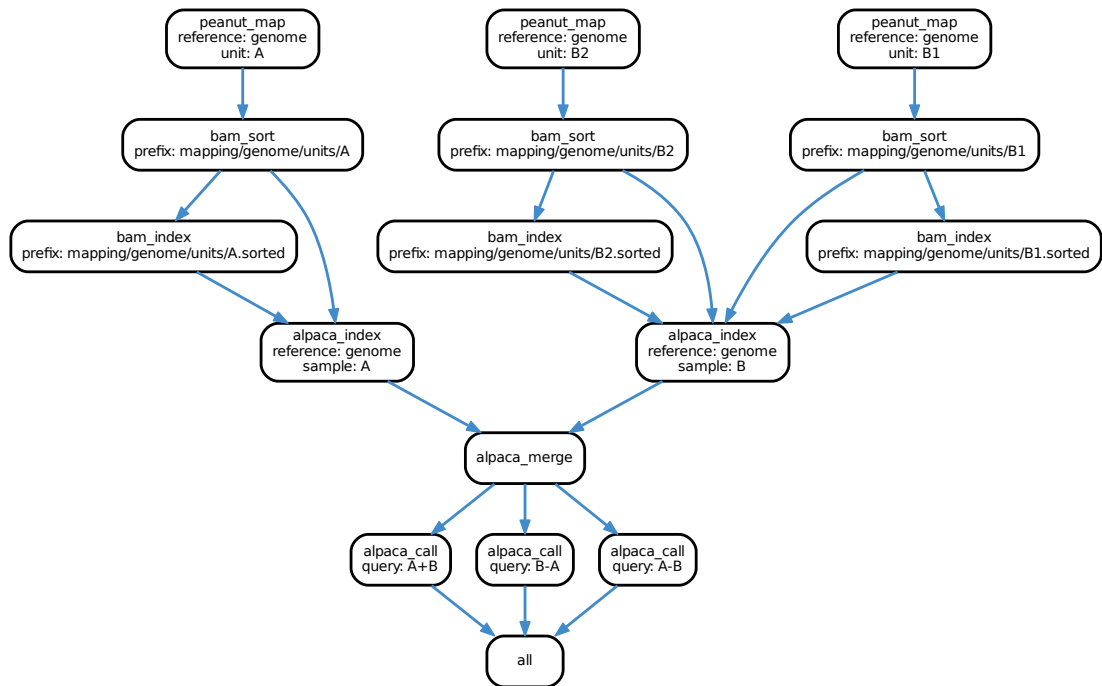 peanut_map
reference: genome
unit: A
peanut_map
reference: genome
unit: B2
peanut_map
reference: genome
unit: B1
bam_sort
prefix: mapping/genome/units/A
bam_sort
prefix: mapping/genome/units/B2
bam_sort
prefix: mapping/genome/units/B1
bam_index
prefix: mapping/genome/units/A.sorted
bam_index
prefix: mapping/genome/units/B2.sorted
bam_index
prefix: mapping/genome/units/B1.sorted
alpaca_index
reference: genome
sample: A
alpaca_index
reference: genome
sample: B
alpaca_merge
alpaca_call
query: A+B
alpaca_call
query: B-A
alpaca_call
query: A-B
all